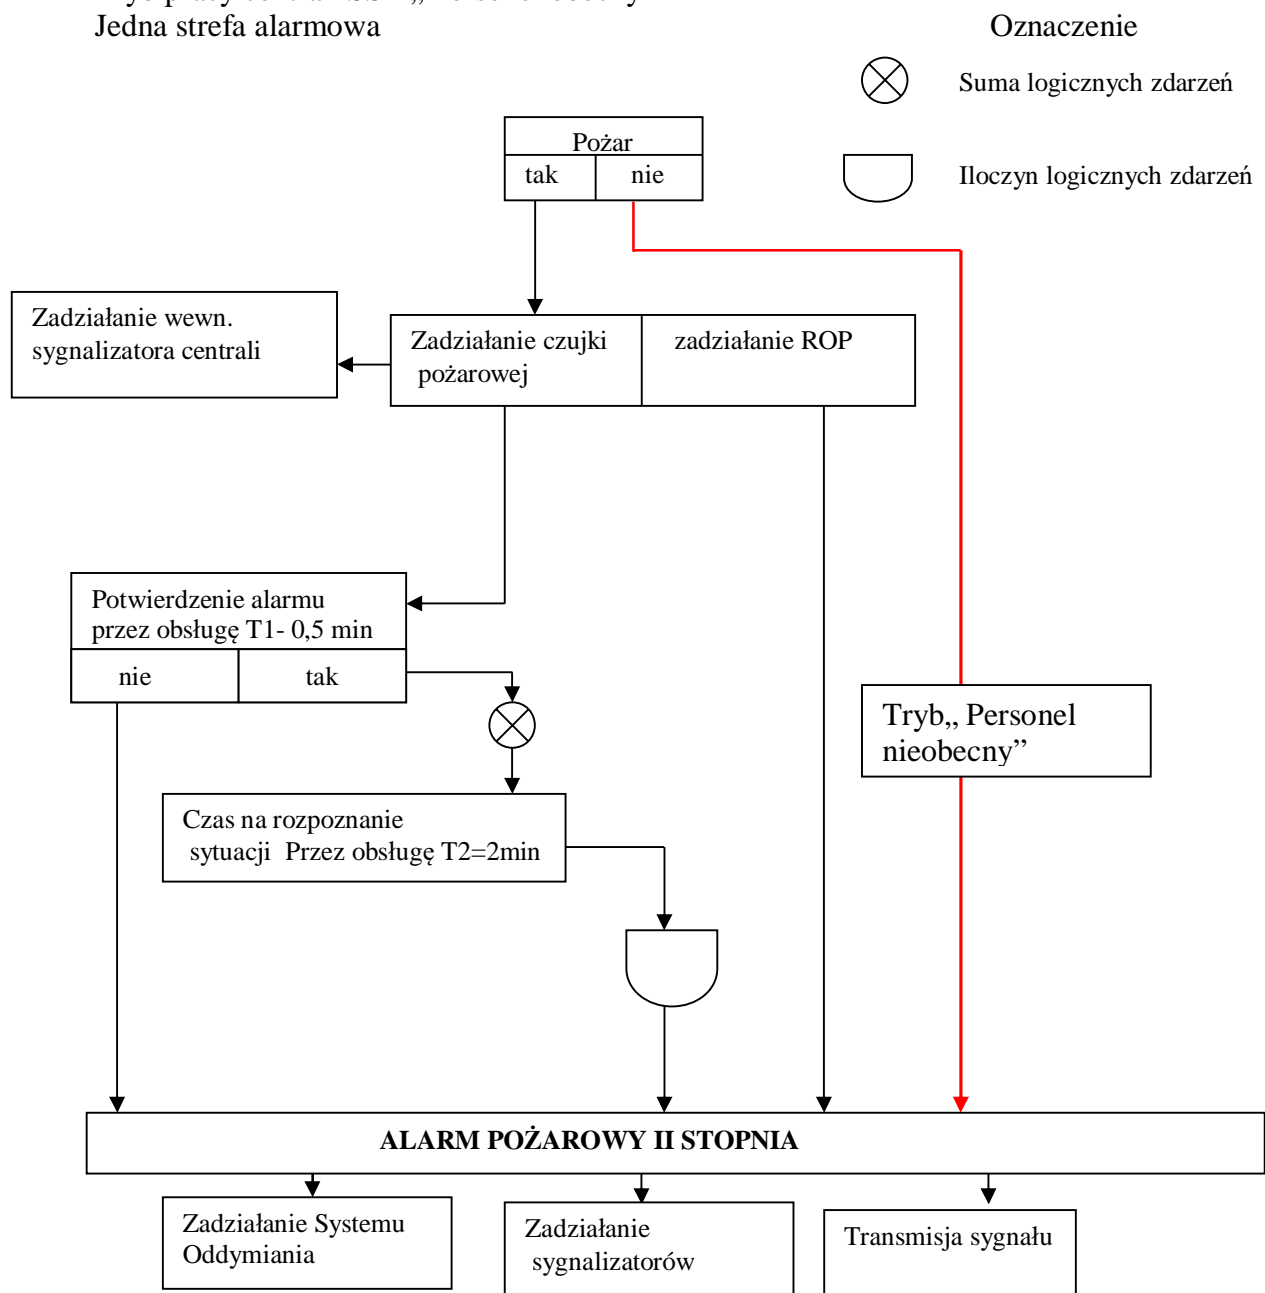 Jedna strefa alarmowa
Oznaczenie
Suma logicznych zdarzeń
Pożar
tak
nie
Iloczyn logicznych zdarzeń
Zadziałanie wewn.
sygnalizatora centrali
Zadziałanie czujki
pożarowej
zadziałanie ROP
Potwierdzenie alarmu
przez obsługę T1- 0,5 min
nie
tak
Tryb,, Personel
nieobecny”
Czas na rozpoznanie
sytuacji Przez obsługę T2=2min
ALARM POŻAROWY II STOPNIA
Zadziałanie Systemu
Oddymiania
Zadziałanie
sygnalizatorów
Transmisja sygnału